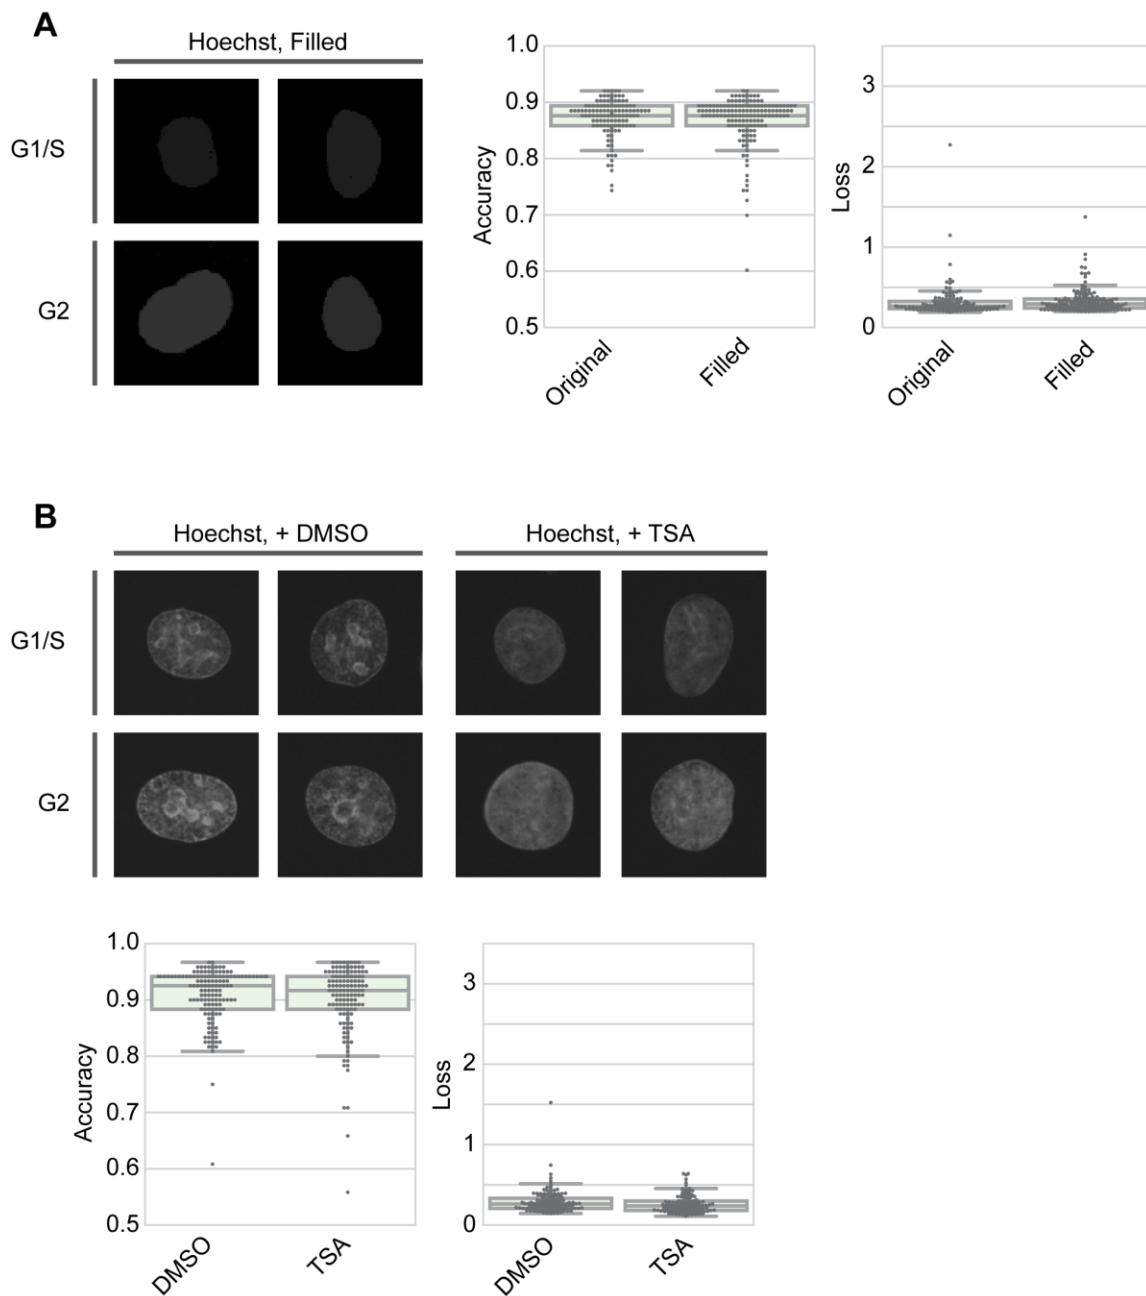 A
Hoechst, Filled
G1/S
G2
1.0
0.9
0.8
0.7
0.6
0.5
Accuracy
Original
Filled
3
2
1
0
Loss
Original
Filled
B
Hoechst, + DMSO
Hoechst, + TSA
G1/S
G2
1.0
0.9
0.8
0.7
0.6
0.5
Accuracy
DMSO
TSA
3
2
1
0
Loss
DMSO
TSA